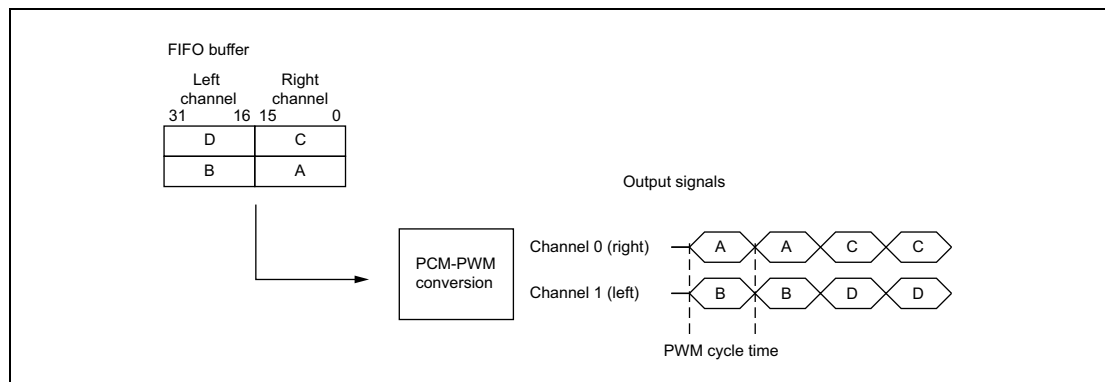 FIFO buffer
Left channel
Right channel
31 16 15 0
D C
B A
Output signals
PCM-PWM conversion
Channel 0 (right) A A C C
Channel 1 (left) B B D D
PWM cycle time